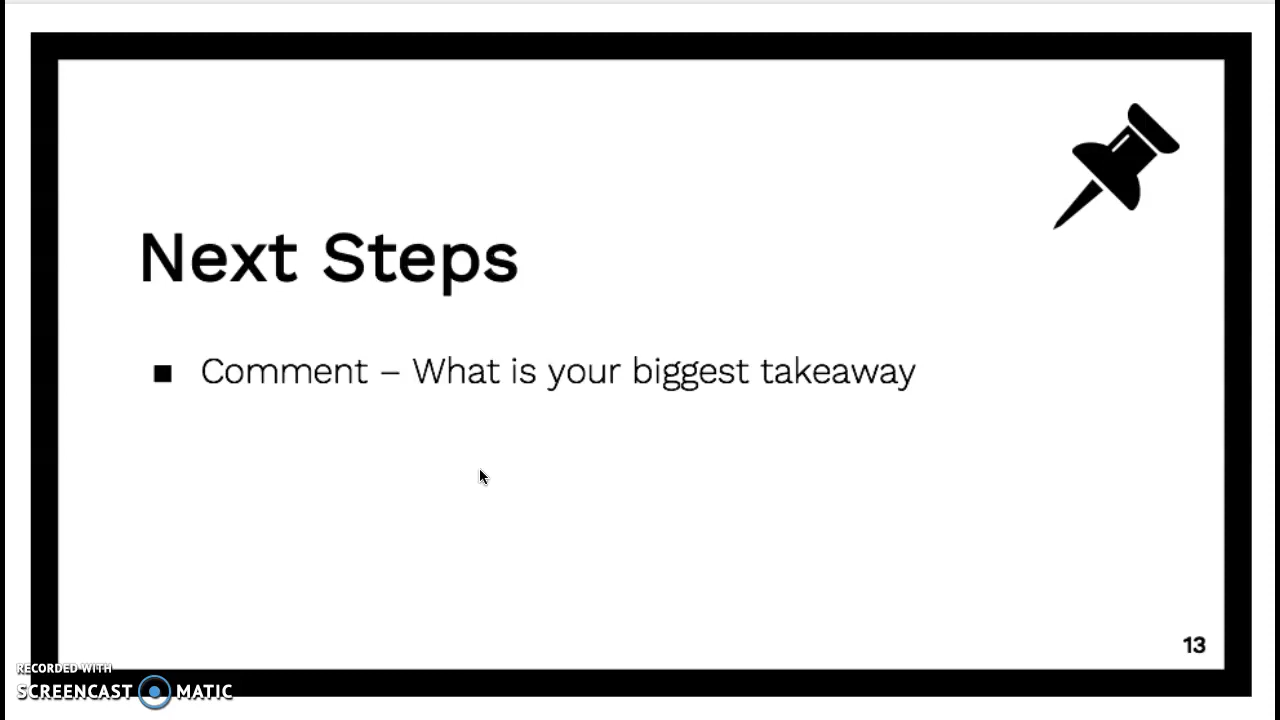 Next Steps
■ Comment – What is your biggest takeaway
13
RECORDED WITH
SCREENCAST MATIC